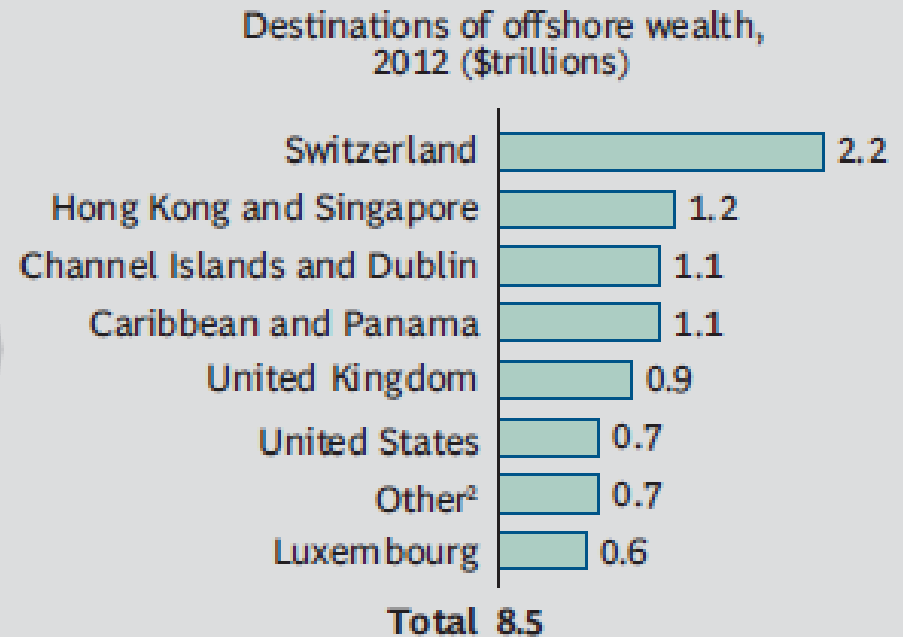 Destinations of offshore wealth,
2012 ($trillions)
Switzerland 2.2
Hong Kong and Singapore 1.2
Channel Islands and Dublin 1.1
Caribbean and Panama 1.1
United Kingdom 0.9
United States 0.7
Other² 0.7
Luxembourg 0.6
Total 8.5